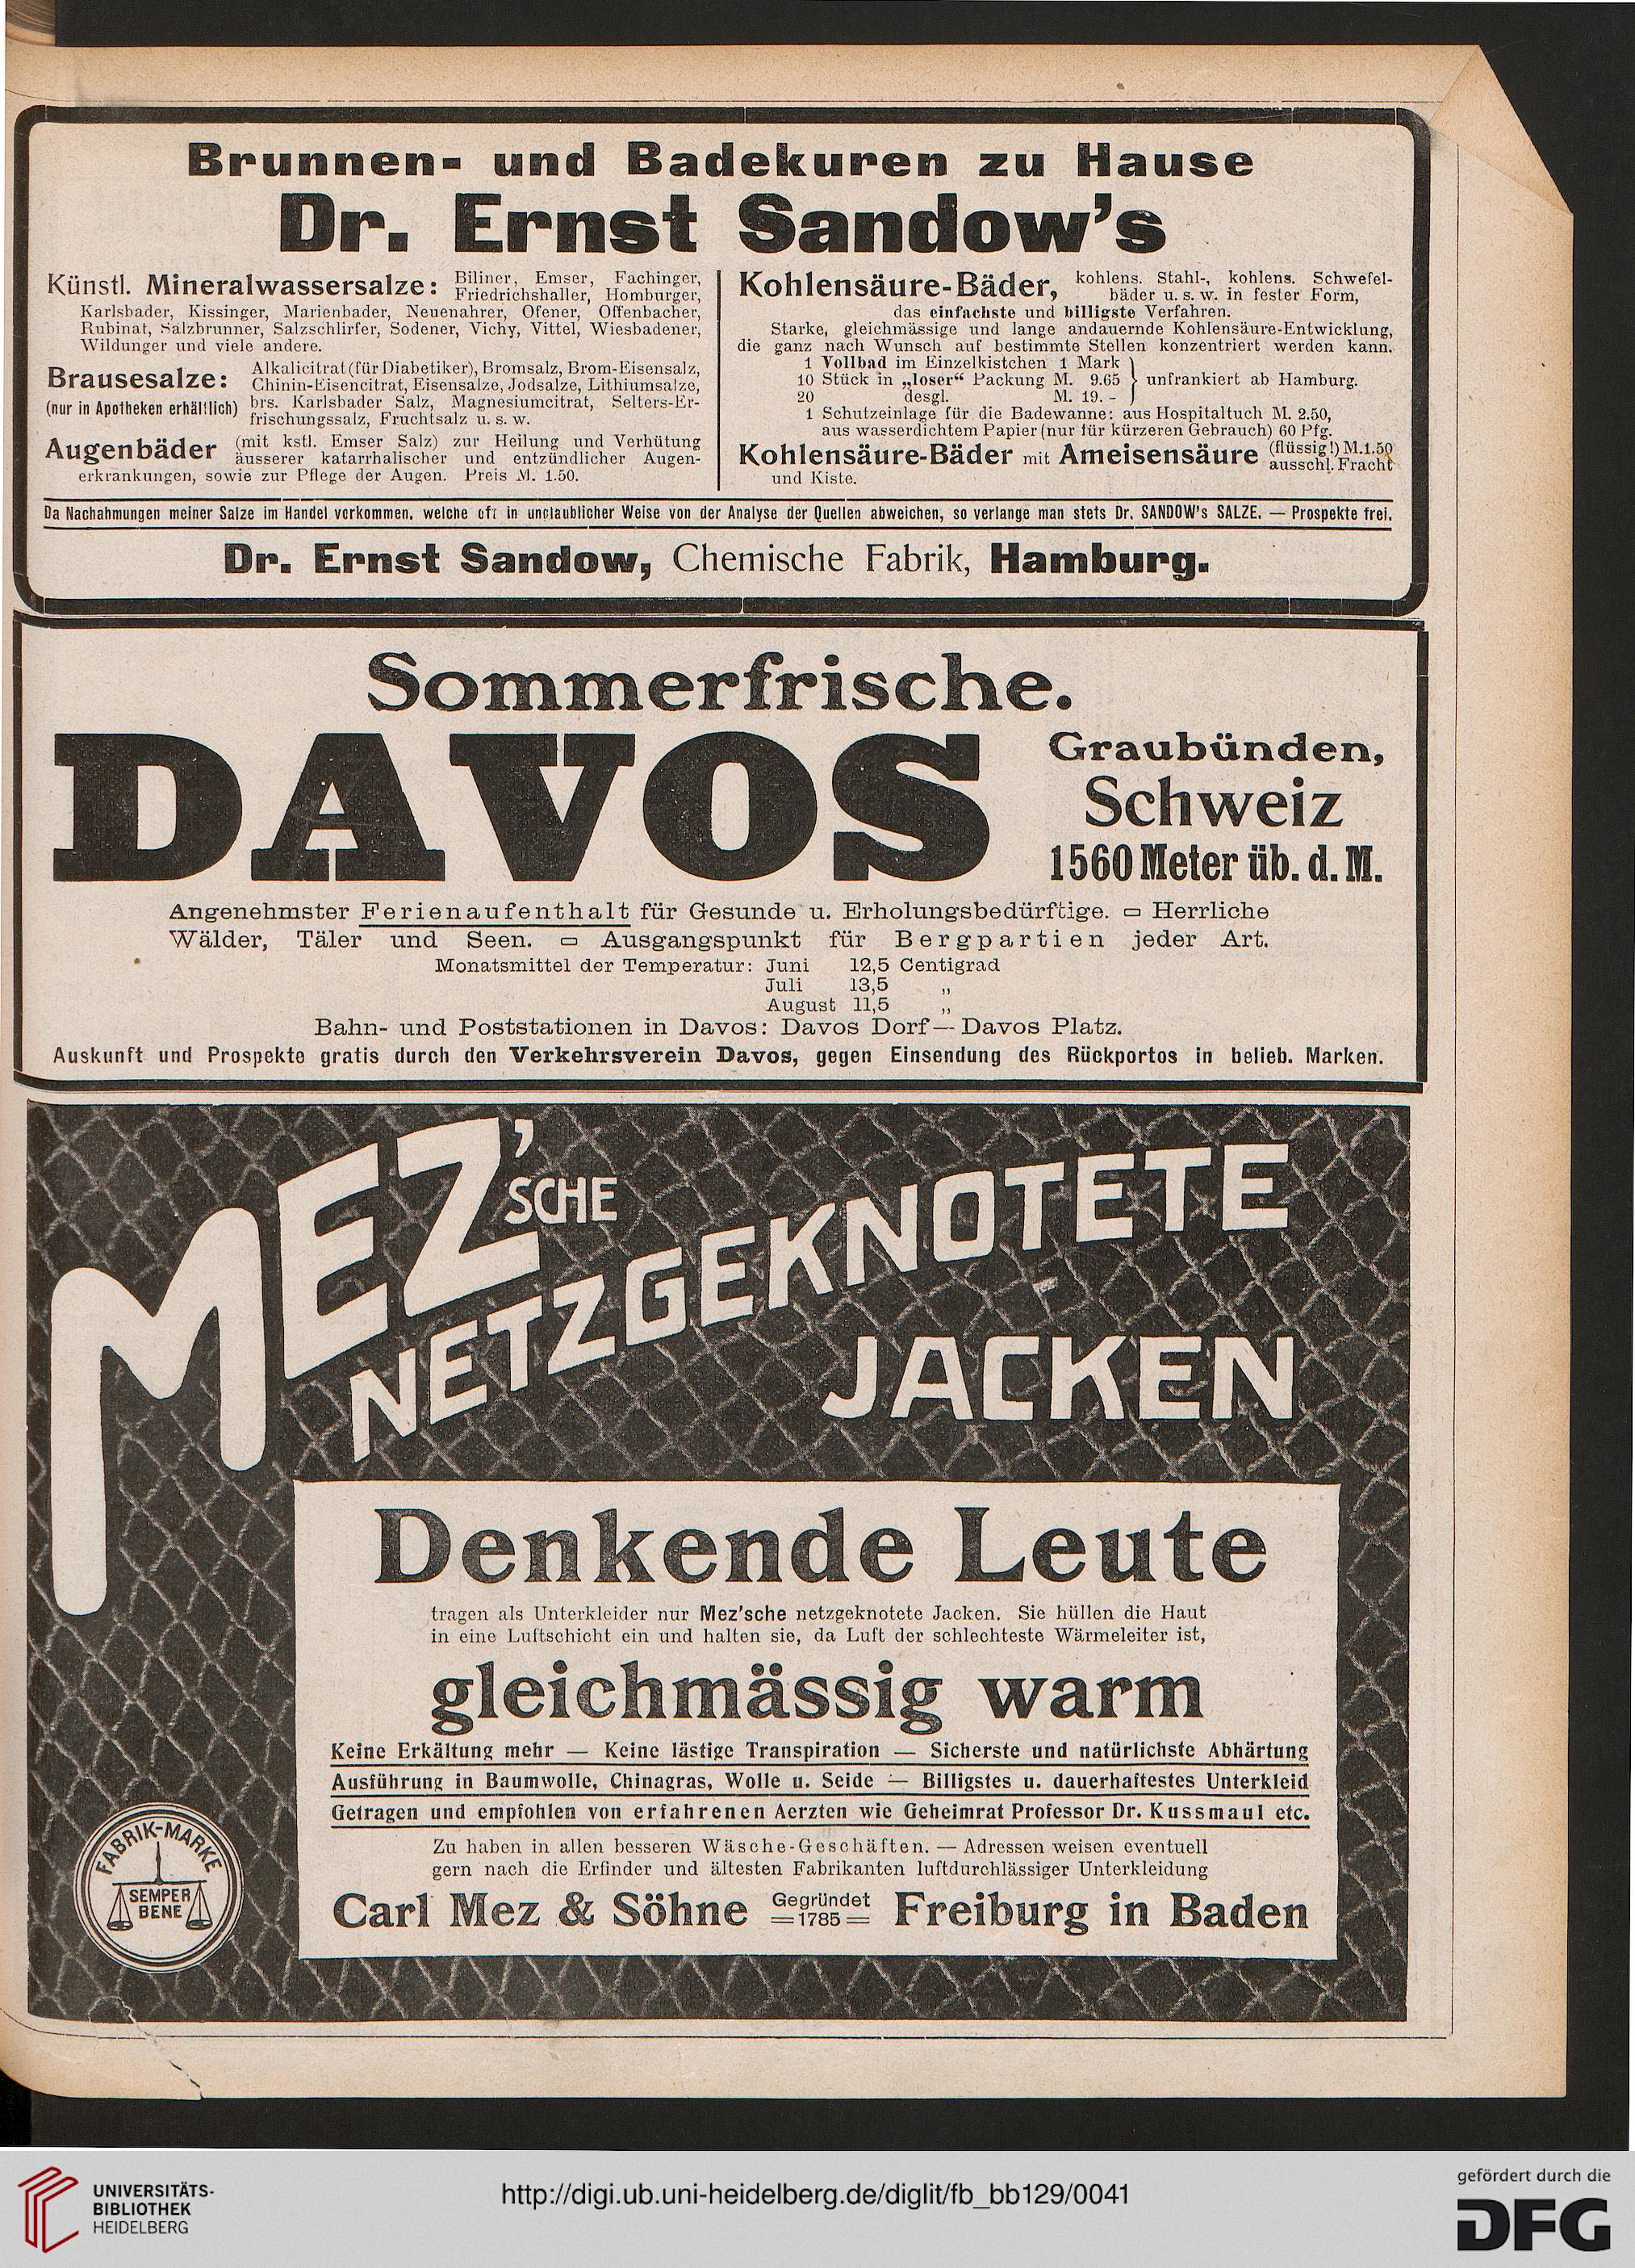 Brunnen- und Badekuren zu Hause
Dr. Ernst Sandow's
Künstl. Mineralwassersalze: Biliner, Emser, Fachinger,
Friedrichshaller, Homburger,
Karlsbader, Kissinger, Marienbader, Neuenahrer, Ofener, Offenbacher,
Rubinat, Salzbrunner, Salzschlirfer, Sodener, Vichy, Vittel, Wiesbadener,
Wildunger und viele andere.
Brausesalze: Alkalicitrat (für Diabetiker), Bromsalz, Brom-Eisensalz,
Chinin-Eisencitrat, Eisensalze, Jodsalze, Lithiumsalze,
(nur in Apotheken erhältlich) brs. Karlsbader Salz, Magnesiumcitrat, Selters-Er-
frischungssalz, Fruchtsalz u. s. w.
Augenbäder (mit kstl. Emser Salz) zur Heilung und Verhütung
äusserer katarrhalischer und entzündlicher Augen-
erkrankungen, sowie zur Pflege der Augen. Preis M. 1.50.
Kohlensäure-Bäder, kohlens. Stahl-, kohlens. Schwefel-
bäder u. s. w. in fester Form,
das einfachste und billigste Verfahren.
Starke, gleichmässige und lange andauernde Kohlensäure-Entwicklung,
die ganz nach Wunsch auf bestimmte Stellen konzentriert werden kann.
1 Vollbad im Einzelkistchen 1 Mark
10 Stück in „loser“ Packung M. 9.65 } unfrankiert ab Hamburg.
20 desgl. M. 19. -
1 Schutzeinlage für die Badewanne: aus Hospitaltuch M. 2.50,
aus wasserdichtem Papier (nur für kürzeren Gebrauch) 60 Pfg.
Kohlensäure-Bäder mit Ameisensäure (flüssig!) M. 1.50
ausschl. Fracht
und Kiste.
Da Nachahmungen meiner Salze im Handel vorkommen, welche oft in unglaublicher Weise von der Analyse der Quellen abweichen, so verlange man stets Dr. SANDOW's SALZE. — Prospekte frei.
Dr. Ernst Sandow, Chemische Fabrik, Hamburg.
Sommerfrische.
DAVOS
Graubünden,
Schweiz
1560 Meter üb. d. M.
Angenehmster Ferienaufenthalt für Gesunde u. Erholungsbedürftige. ▭ Herrliche
Wälder, Täler und Seen. ▭ Ausgangspunkt für Bergpartien jeder Art.
Monatsmittel der Temperatur: Juni 12,5 Centigrad
Juli 13,5 „
August 11,5 „
Bahn- und Poststationen in Davos: Davos Dorf — Davos Platz.
Auskunft und Prospekte gratis durch den Verkehrsverein Davos, gegen Einsendung des Rückportos in belieb. Marken.
MEZ'SCHE
NETZGEKNOTETE
JACKEN
Denkende Leute
tragen als Unterkleider nur Mez'sche netzgeknotete Jacken. Sie hüllen die Haut
in eine Luftschicht ein und halten sie, da Luft der schlechteste Wärmeleiter ist,
gleichmässig warm
Keine Erkältung mehr — Keine lästige Transpiration — Sicherste und natürlichste Abhärtung
Ausführung in Baumwolle, Chinagras, Wolle u. Seide — Billigstes u. dauerhaftestes Unterkleid
Getragen und empfohlen von erfahrenen Aerzten wie Geheimrat Professor Dr. Kussmaul etc.
Zu haben in allen besseren Wäsche-Geschäften. — Adressen weisen eventuell
gern nach die Erfinder und ältesten Fabrikanten luftdurchlässiger Unterkleidung
Carl Mez & Söhne Gegründet
=1785= Freiburg in Baden
FABRIK-MARKE
SEMPER
BENE
UNIVERSITÄTS-
BIBLIOTHEK
HEIDELBERG
http://digi.ub.uni-heidelberg.de/diglit/fb_bb129/0041
gefördert durch die
DFG